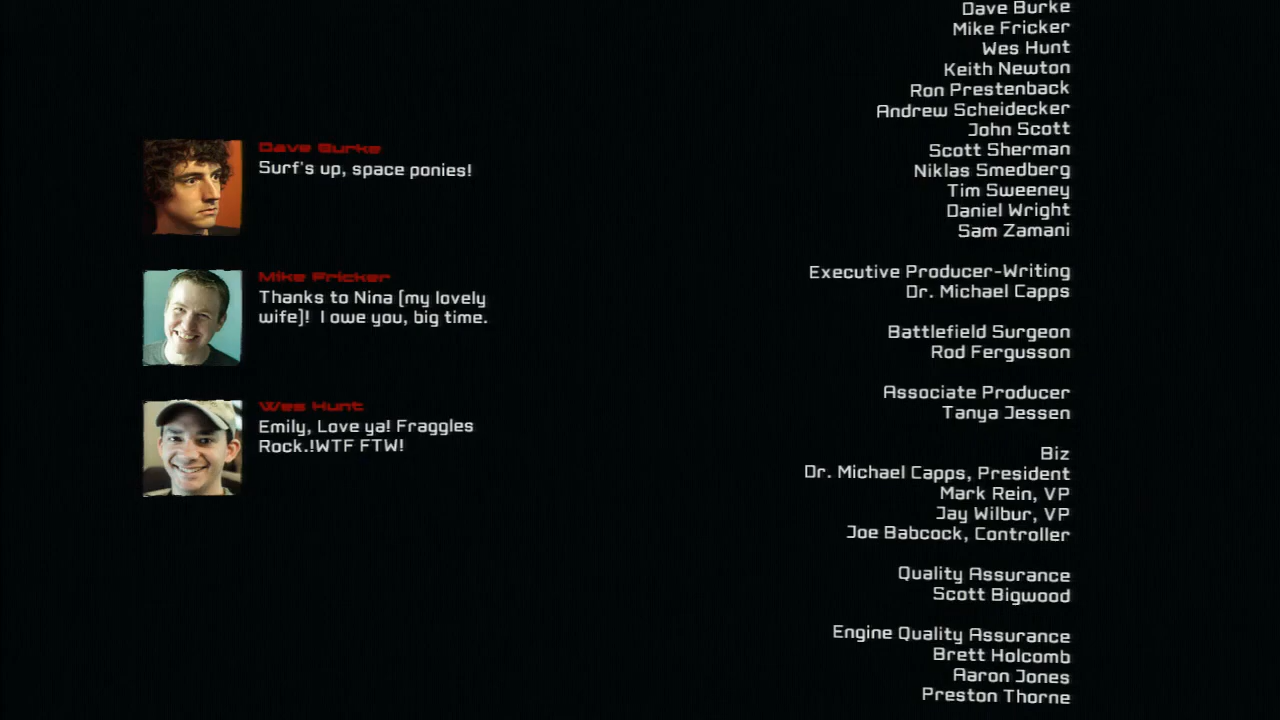 Dave Burke
Surf's up, space ponies!
Mike Fricker
Thanks to Nina [my lovely
wife]!  I owe you, big time.
Wes Hunt
Emily, Love ya! Fraggles
Rock.!WTF FTW!
Dave Burke
Mike Fricker
Wes Hunt
Keith Newton
Ron Prestenback
Andrew Scheidecker
John Scott
Scott Sherman
Niklas Smedberg
Tim Sweeney
Daniel Wright
Sam Zamani
Executive Producer-Writing
Dr. Michael Capps
Battlefield Surgeon
Rod Fergusson
Associate Producer
Tanya Jessen
Biz
Dr. Michael Capps, President
Mark Rein, VP
Jay Wilbur, VP
Joe Babcock, Controller
Quality Assurance
Scott Bigwood
Engine Quality Assurance
Brett Holcomb
Aaron Jones
Preston Thorne